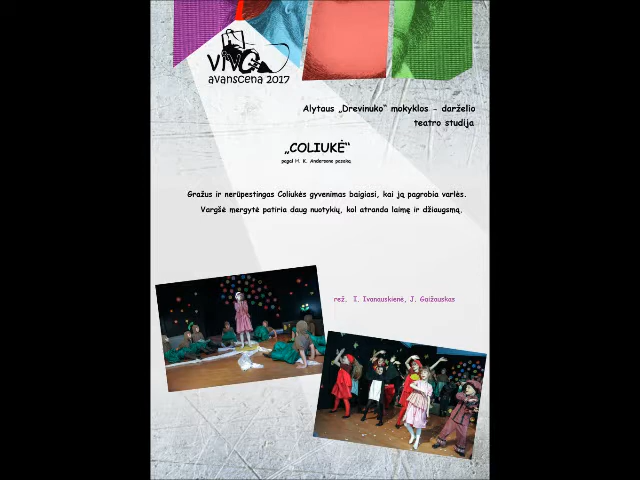 VIVO
avanscena 2017
Alytaus „Drevinuko“ mokyklos - darželio
teatro studija
„COLIUKĖ“
pagal H. K. Anderseno pasaką
Gražus ir nerūpestingas Coliukės gyvenimas baigiasi, kai ją pagrobia varlės.
Vargšė mergytė patiria daug nuotykių, kol atranda laimę ir džiaugsmą.
rež. I. Ivanauskienė, J. Gaižauskas